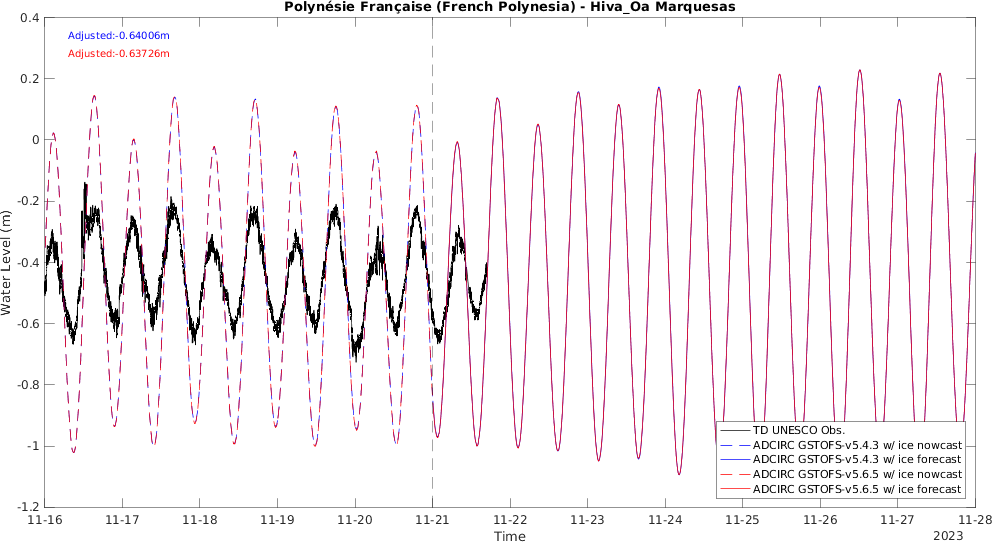 Polynésie Française (French Polynesia) - Hiva_Oa Marquesas
Adjusted:-0.64006m
Adjusted:-0.63726m
0.4
0.2
0
-0.2
-0.4
-0.6
-0.8
-1
-1.2
Water Level (m)
TD UNESCO Obs.
ADCIRC GSTOFS-v5.4.3 w/ ice nowcast
ADCIRC GSTOFS-v5.4.3 w/ ice forecast
ADCIRC GSTOFS-v5.6.5 w/ ice nowcast
ADCIRC GSTOFS-v5.6.5 w/ ice forecast
11-16 11-17 11-18 11-19 11-20 11-21 11-22 11-23 11-24 11-25 11-26 11-27 11-28
Time
2023